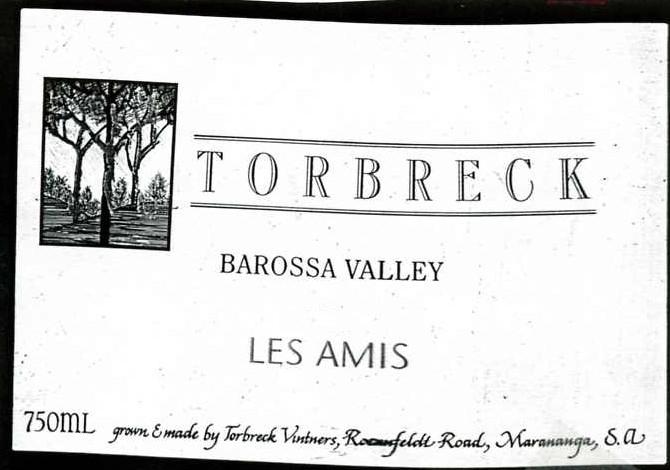 TORBRECK
BAROSSA VALLEY
LES AMIS
750mL grown & made by Torbreck Vintners, Roennfeldt Road, Marananga, S.A